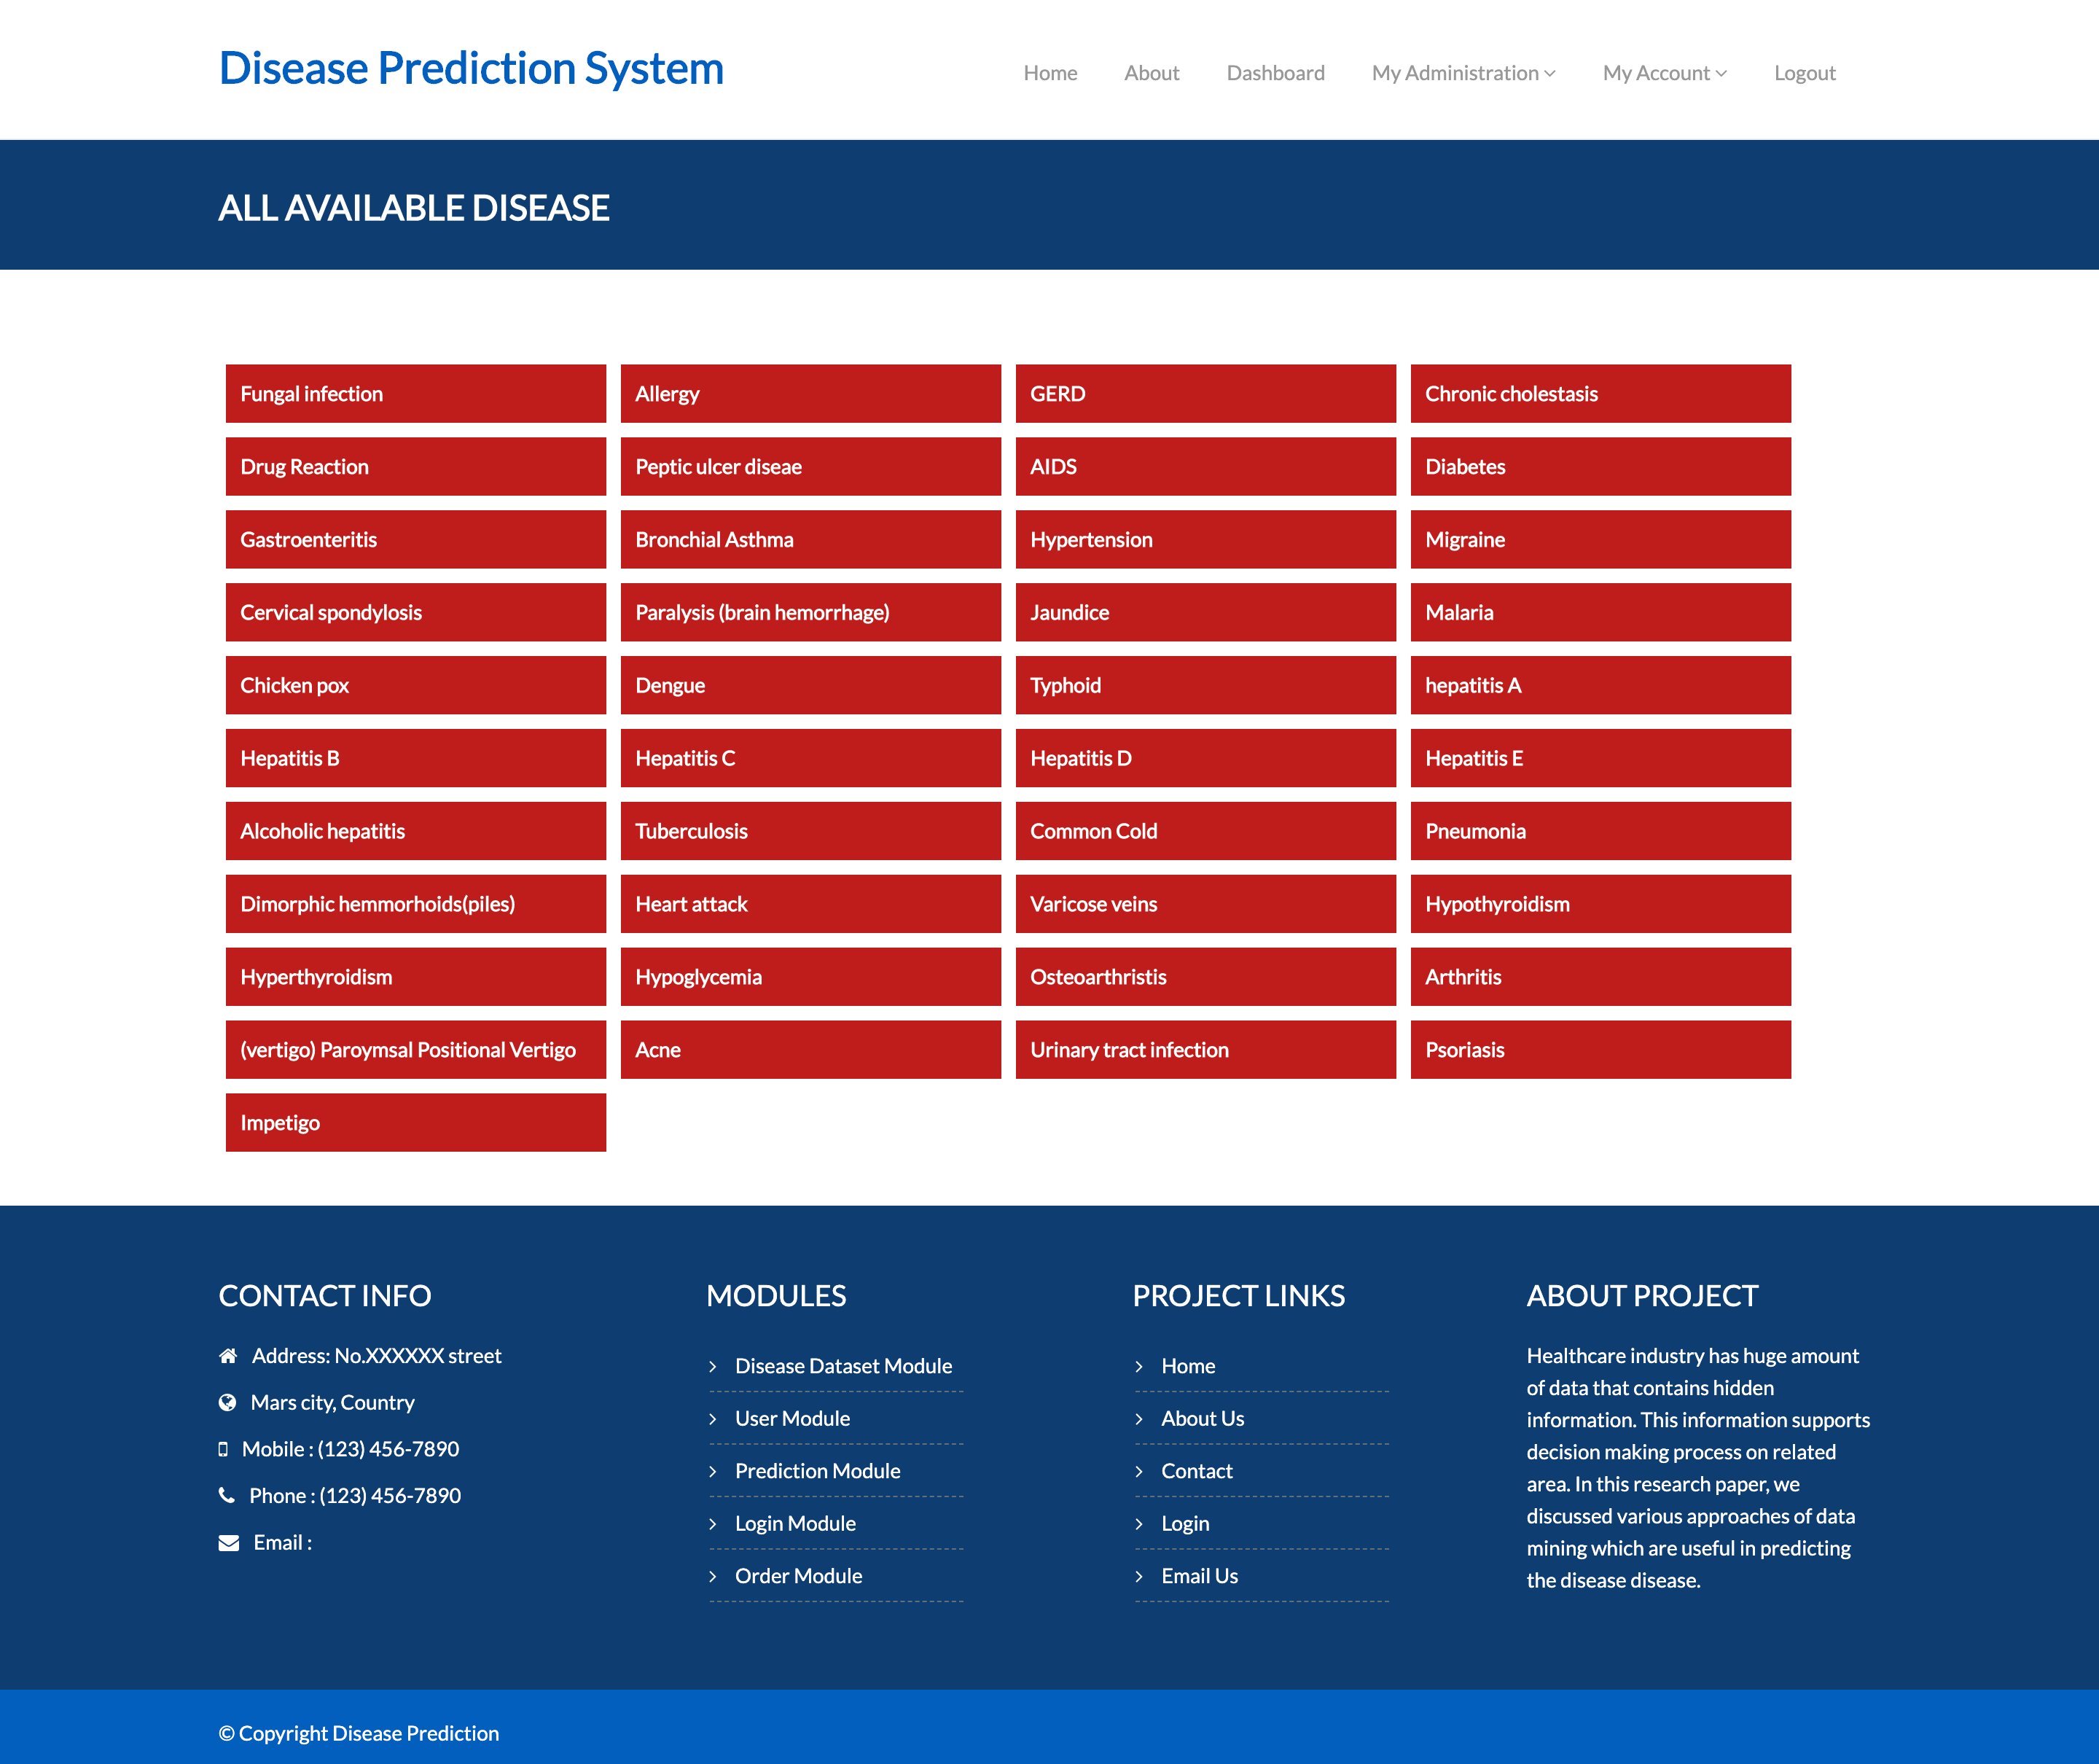 Disease Prediction System
Home About Dashboard My Administration My Account Logout
ALL AVAILABLE DISEASE
Fungal infection Allergy GERD Chronic cholestasis
Drug Reaction Peptic ulcer diseae AIDS Diabetes
Gastroenteritis Bronchial Asthma Hypertension Migraine
Cervical spondylosis Paralysis (brain hemorrhage) Jaundice Malaria
Chicken pox Dengue Typhoid hepatitis A
Hepatitis B Hepatitis C Hepatitis D Hepatitis E
Alcoholic hepatitis Tuberculosis Common Cold Pneumonia
Dimorphic hemmorhoids(piles) Heart attack Varicose veins Hypothyroidism
Hyperthyroidism Hypoglycemia Osteoarthristis Arthritis
(vertigo) Paroymsal Positional Vertigo Acne Urinary tract infection Psoriasis
Impetigo
CONTACT INFO
Address: No.XXXXXX street
Mars city, Country
Mobile : (123) 456-7890
Phone : (123) 456-7890
Email :
MODULES
Disease Dataset Module
User Module
Prediction Module
Login Module
Order Module
PROJECT LINKS
Home
About Us
Contact
Login
Email Us
ABOUT PROJECT
Healthcare industry has huge amount
of data that contains hidden
information. This information supports
decision making process on related
area. In this research paper, we
discussed various approaches of data
mining which are useful in predicting
the disease disease.
© Copyright Disease Prediction